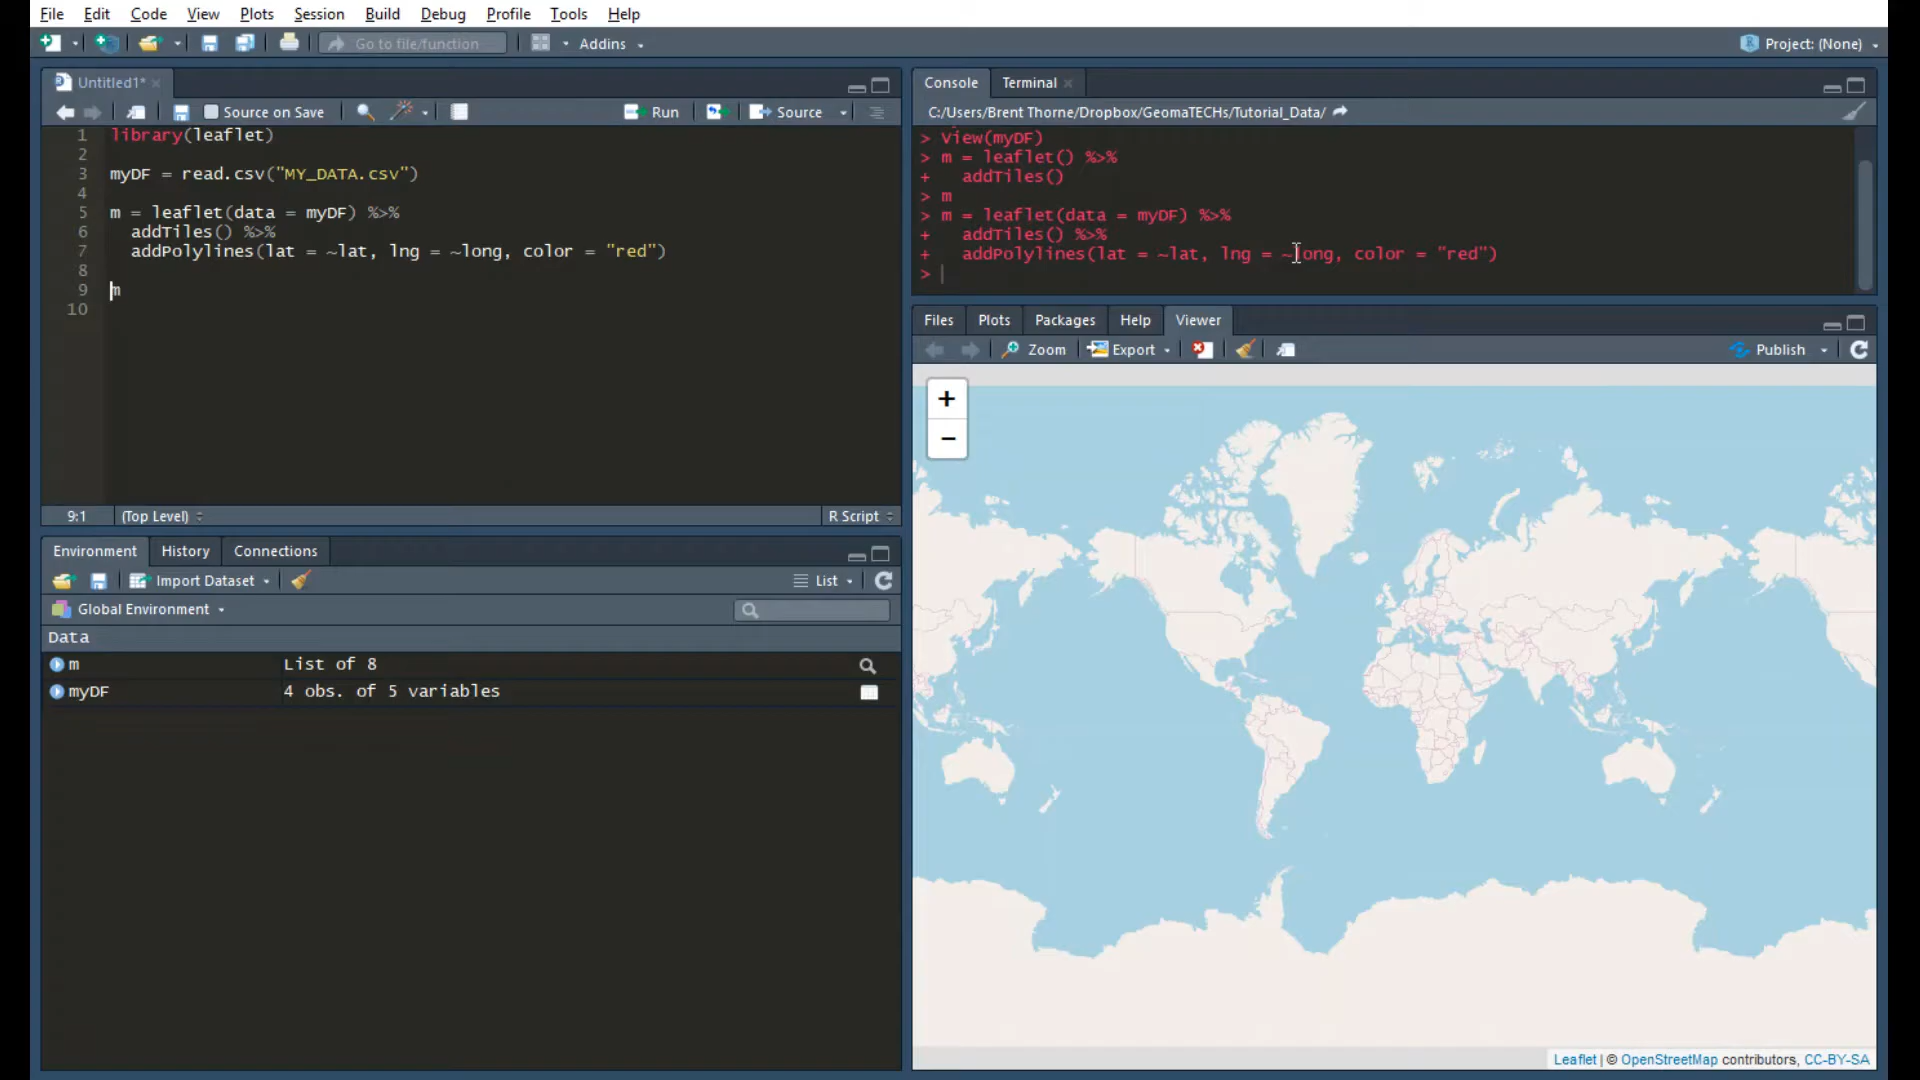 File Edit Code View Plots Session Build Debug Profile Tools Help
Go to file/function Addins Project: (None)
Untitled1*
Source on Save Run Source
1 library(leaflet)
2
3 myDF = read.csv("MY_DATA.csv")
4
5 m = leaflet(data = myDF) %>%
6 addTiles() %>%
7 addPolylines(lat = ~lat, lng = ~long, color = "red")
8
9 m
10
9:1 (Top Level) R Script
Environment History Connections
Import Dataset List
Global Environment
Data
m List of 8
myDF 4 obs. of 5 variables
Console Terminal
C:/Users/Brent Thorne/Dropbox/GeomaTECHs/Tutorial_Data/
> View(myDF)
> m = leaflet() %>%
+ addTiles()
> m
> m = leaflet(data = myDF) %>%
+ addTiles() %>%
+ addPolylines(lat = ~lat, lng = ~long, color = "red")
>
Files Plots Packages Help Viewer
Zoom Export Publish
+
−
Leaflet | © OpenStreetMap contributors, CC-BY-SA